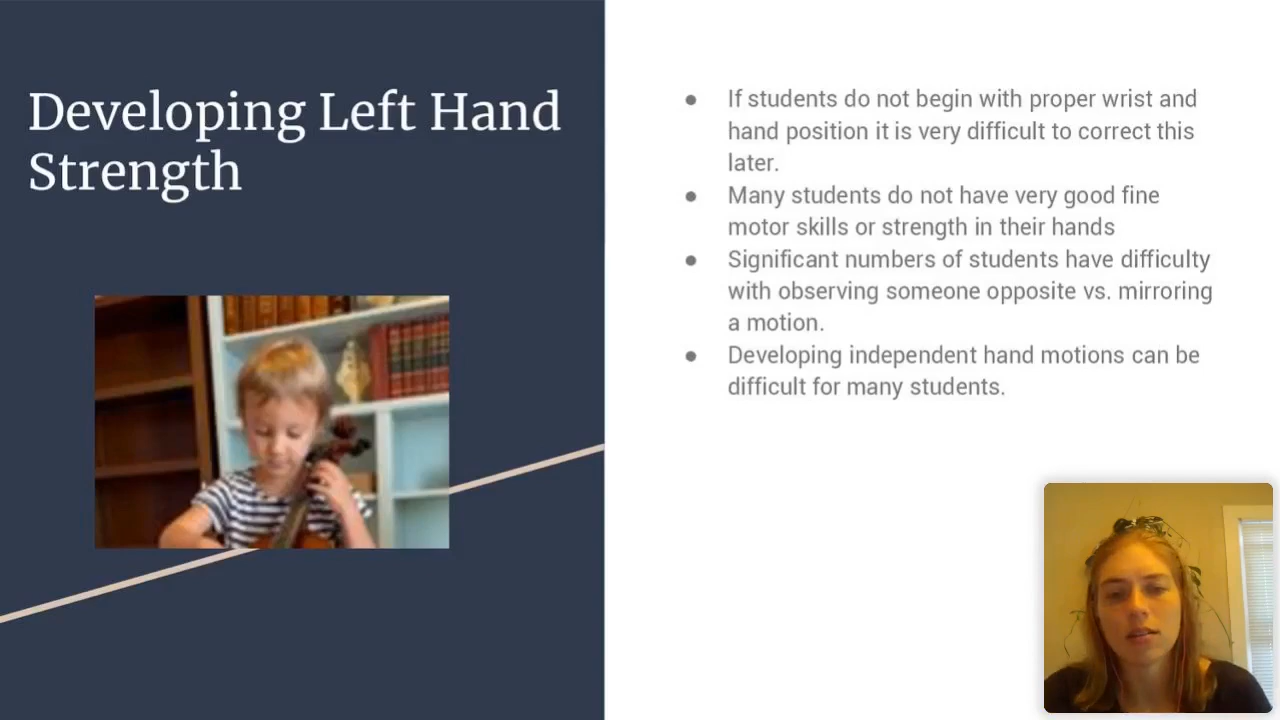 Developing Left Hand
Strength
● If students do not begin with proper wrist and
hand position it is very difficult to correct this
later.
● Many students do not have very good fine
motor skills or strength in their hands
● Significant numbers of students have difficulty
with observing someone opposite vs. mirroring
a motion.
● Developing independent hand motions can be
difficult for many students.